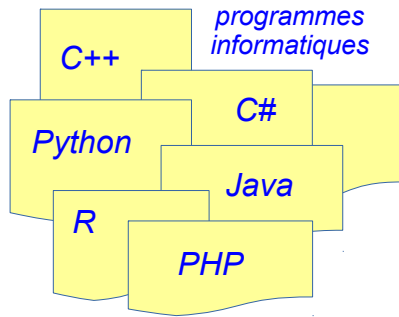 programmes
informatiques
C++
C#
Python
Java
R
PHP